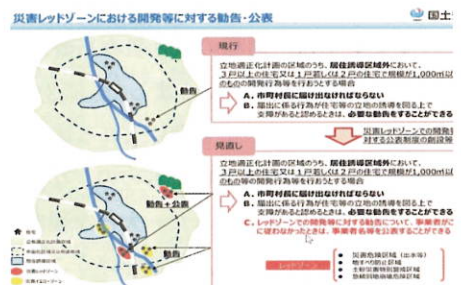 災害レッドゾーンにおける開発等に対する勧告・公表
国土
現行
立地適正化計画の区域のうち、居住誘導区域外において、
3戸以上の住宅又は1戸若しくは2戸の住宅で規模が1,000㎡以
のものの開発行為等を行おうとする場合
A. 市町村長に届け出なければならない
B. 届出に係る行為が住宅等の立地の誘導を図る上で
支障があると認めるときは、必要な勧告をすることができる
勧告
災害レッドゾーンでの開発
対する公表制度の創設等
見直し
立地適正化計画の区域のうち、居住誘導区域外において、
3戸以上の住宅又は1戸若しくは2戸の住宅で規模が1,000㎡以
のもの等の開発行為等を行おうとする場合
A. 市町村長に届け出なければならない
B. 届出に係る行為が住宅等の立地の誘導を図る上で
支障があると認めるときは、必要な勧告をすることができる
C. レッドゾーンでの開発等に対する勧告について、事業者が
に従わなかったときは、事業者名等を公表することができる
勧告＋公表
勧告
レッドゾーン
・災害危険区域（出水等）
・地すべり防止区域
・土砂災害特別警戒区域
・急傾斜地崩壊危険区域